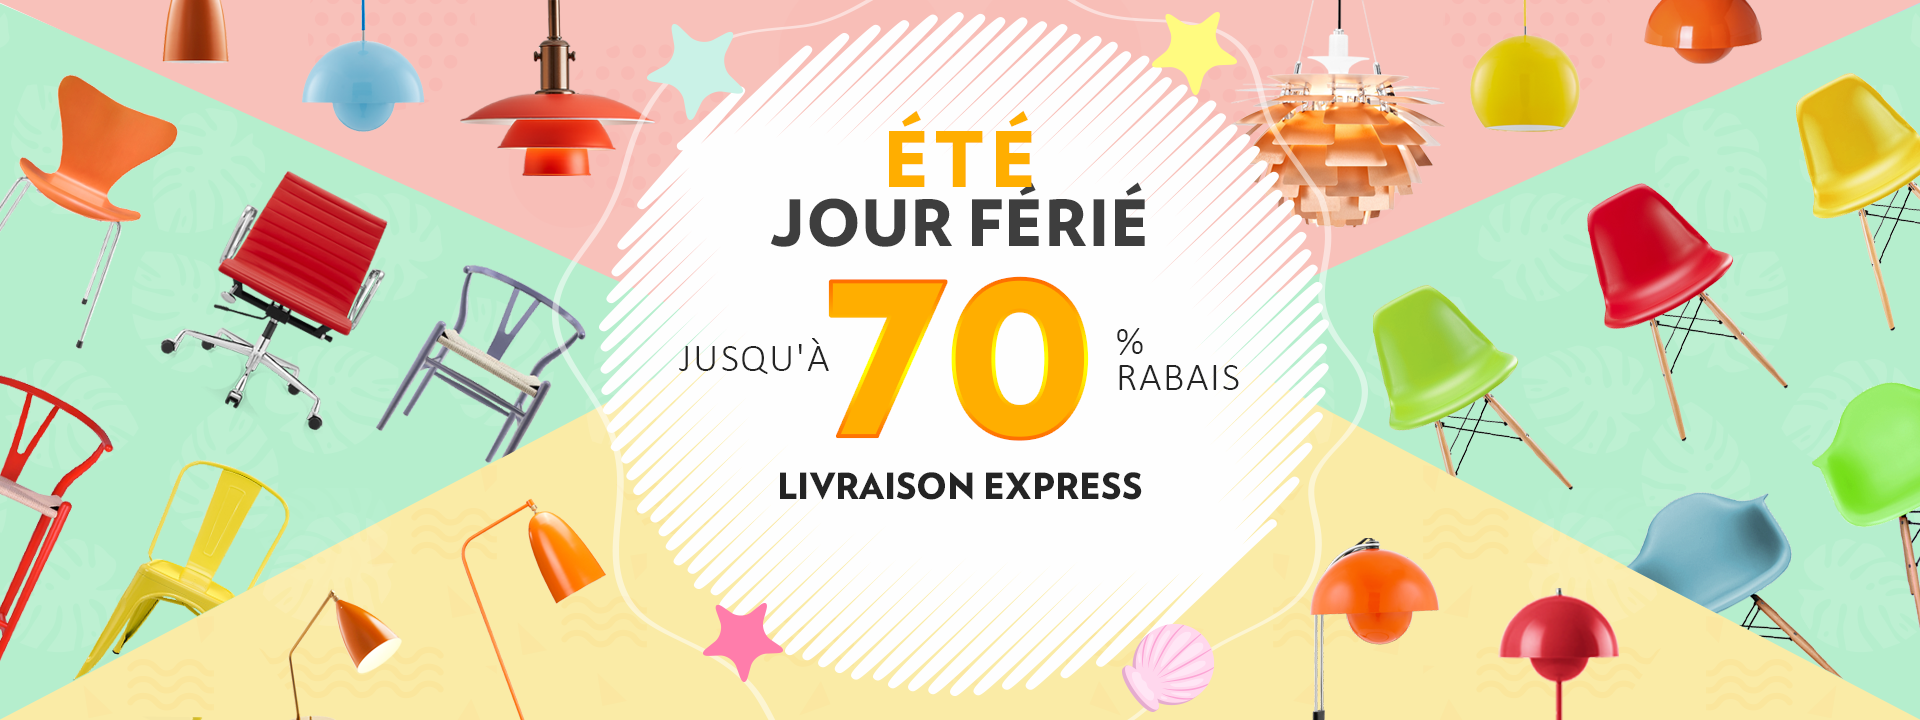 ÉTÉ
JOUR FÉRIÉ
JUSQU'À 70 %
RABAIS
LIVRAISON EXPRESS